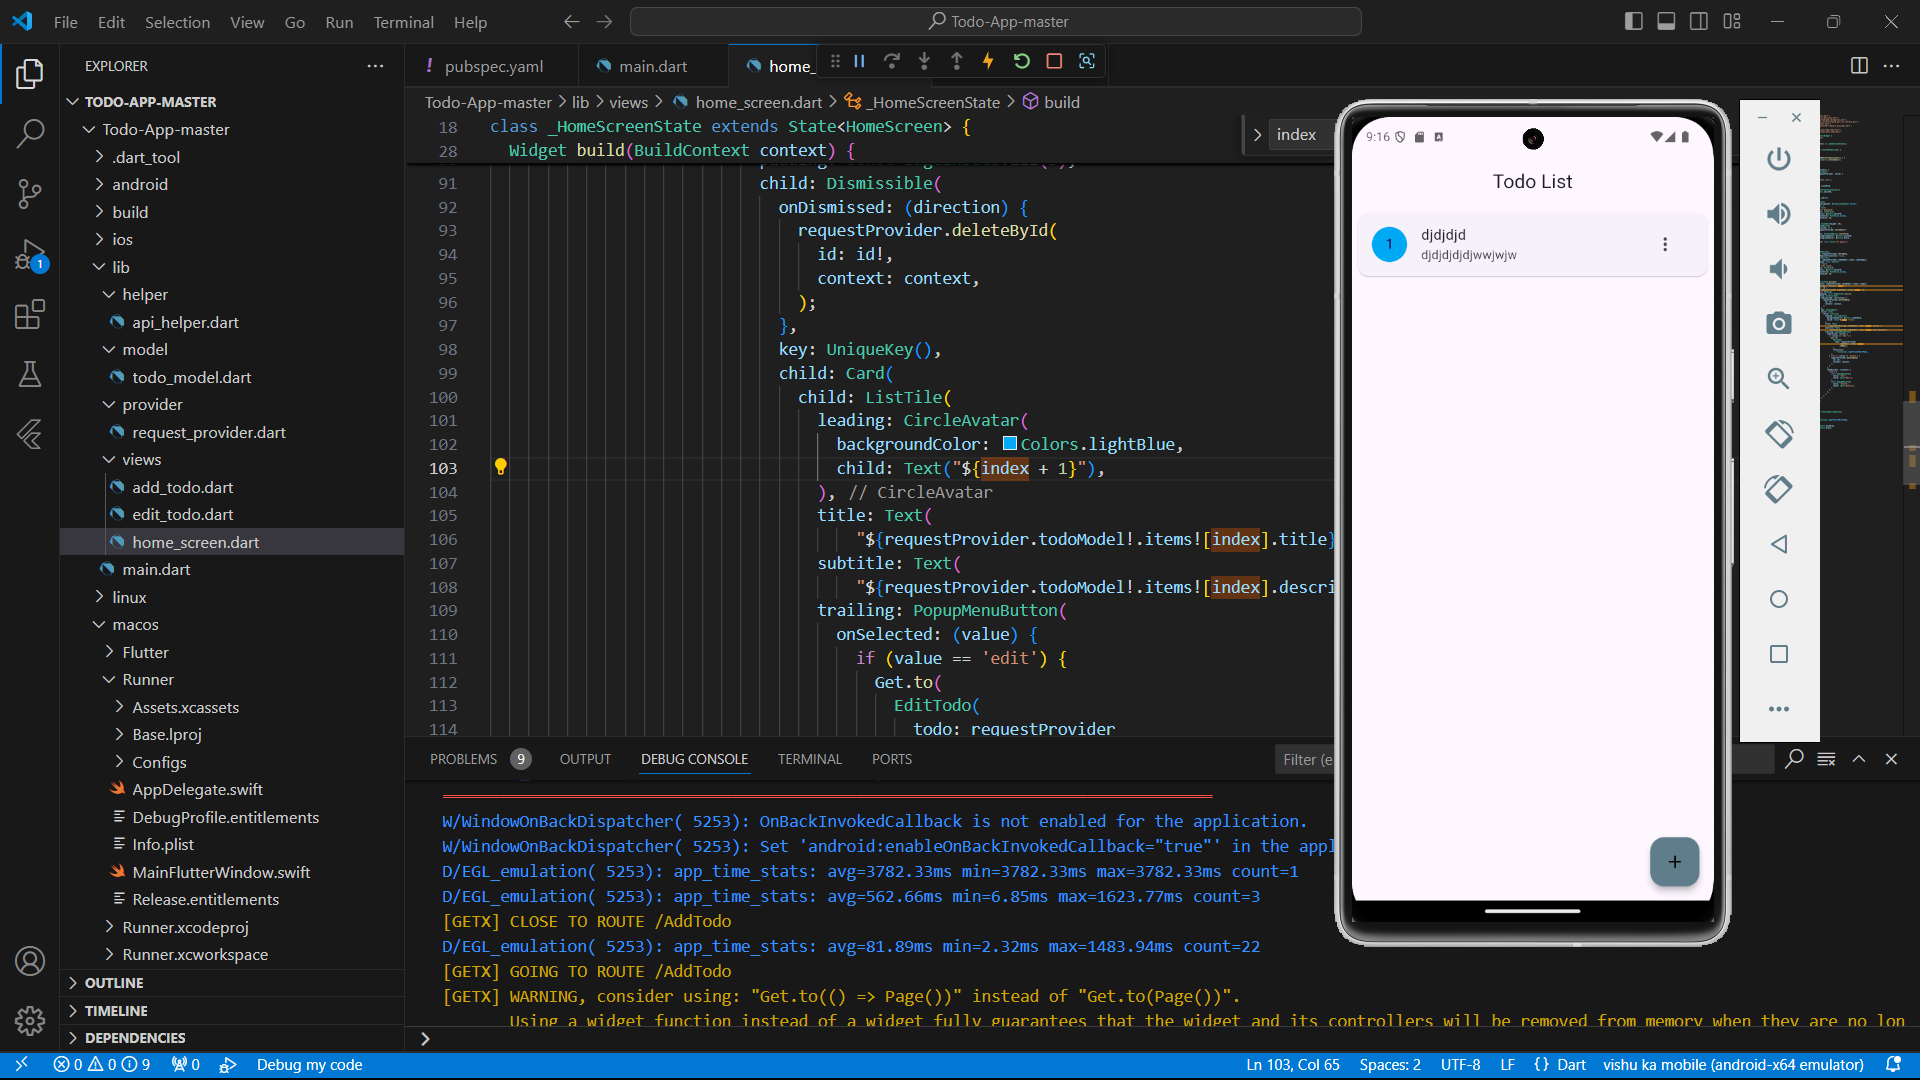 File Edit Selection View Go Run Terminal Help
Todo-App-master
EXPLORER
TODO-APP-MASTER
Todo-App-master
.dart_tool
android
build
ios
lib
helper
api_helper.dart
model
todo_model.dart
provider
request_provider.dart
views
add_todo.dart
edit_todo.dart
home_screen.dart
main.dart
linux
macos
Flutter
Runner
Assets.xcassets
Base.lproj
Configs
AppDelegate.swift
DebugProfile.entitlements
Info.plist
MainFlutterWindow.swift
Release.entitlements
Runner.xcodeproj
Runner.xcworkspace
OUTLINE
TIMELINE
DEPENDENCIES
1
! pubspec.yaml main.dart home_
Todo-App-master > lib > views > home_screen.dart > _HomeScreenState > build
18 class _HomeScreenState extends State<HomeScreen> {
28 Widget build(BuildContext context) {
91 child: Dismissible(
92 onDismissed: (direction) {
93 requestProvider.deleteById(
94 id: id!,
95 context: context,
96 );
97 },
98 key: UniqueKey(),
99 child: Card(
100 child: ListTile(
101 leading: CircleAvatar(
102 backgroundColor: Colors.lightBlue,
103 child: Text("${index + 1}"),
104 ), // CircleAvatar
105 title: Text(
106 "${requestProvider.todoModel!.items![index].title}
107 subtitle: Text(
108 "${requestProvider.todoModel!.items![index].descri
109 trailing: PopupMenuButton(
110 onSelected: (value) {
111 if (value == 'edit') {
112 Get.to(
113 EditTodo(
114 todo: requestProvider
index
9:16
Todo List
1
djdjdjd
djdjdjdjdjwwjwjw
+
PROBLEMS 9 OUTPUT DEBUG CONSOLE TERMINAL PORTS
Filter (e
W/WindowOnBackDispatcher( 5253): OnBackInvokedCallback is not enabled for the application.
W/WindowOnBackDispatcher( 5253): Set 'android:enableOnBackInvokedCallback="true"' in the appl
D/EGL_emulation( 5253): app_time_stats: avg=3782.33ms min=3782.33ms max=3782.33ms count=1
D/EGL_emulation( 5253): app_time_stats: avg=562.66ms min=6.85ms max=1623.77ms count=3
[GETX] CLOSE TO ROUTE /AddTodo
D/EGL_emulation( 5253): app_time_stats: avg=81.89ms min=2.32ms max=1483.94ms count=22
[GETX] GOING TO ROUTE /AddTodo
[GETX] WARNING, consider using: "Get.to(() => Page())" instead of "Get.to(Page())".
Using a widget function instead of a widget fully guarantees that the widget and its controllers will be removed from memory when they are no lon
0 0 9 0 Debug my code
Ln 103, Col 65 Spaces: 2 UTF-8 LF {} Dart vishu ka mobile (android-x64 emulator)